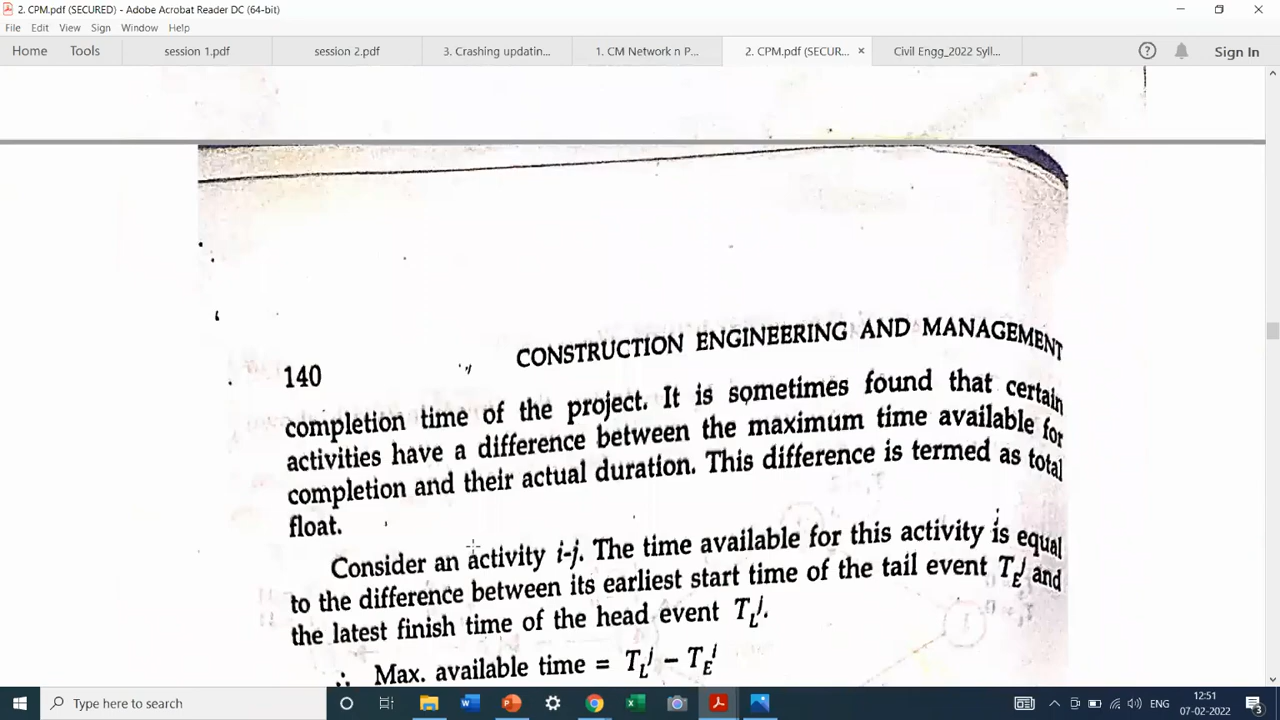 2. CPM.pdf (SECURED) - Adobe Acrobat Reader DC (64-bit)
File Edit View Sign Window Help
Home Tools session 1.pdf session 2.pdf 3. Crashing updatin... 1. CM Network n P... 2. CPM.pdf (SECUR... × Civil Engg_2022 Syll... Sign In
140 CONSTRUCTION ENGINEERING AND MANAGEMENT
completion time of the project. It is sometimes found that certain
activities have a difference between the maximum time available for
completion and their actual duration. This difference is termed as total
float.
Consider an activity i-j. The time available for this activity is equal
to the difference between its earliest start time of the tail event T_E^i and
the latest finish time of the head event T_L^j.
∴ Max. available time = T_L^j – T_E^i
Type here to search
ENG
12:51
07-02-2022
3